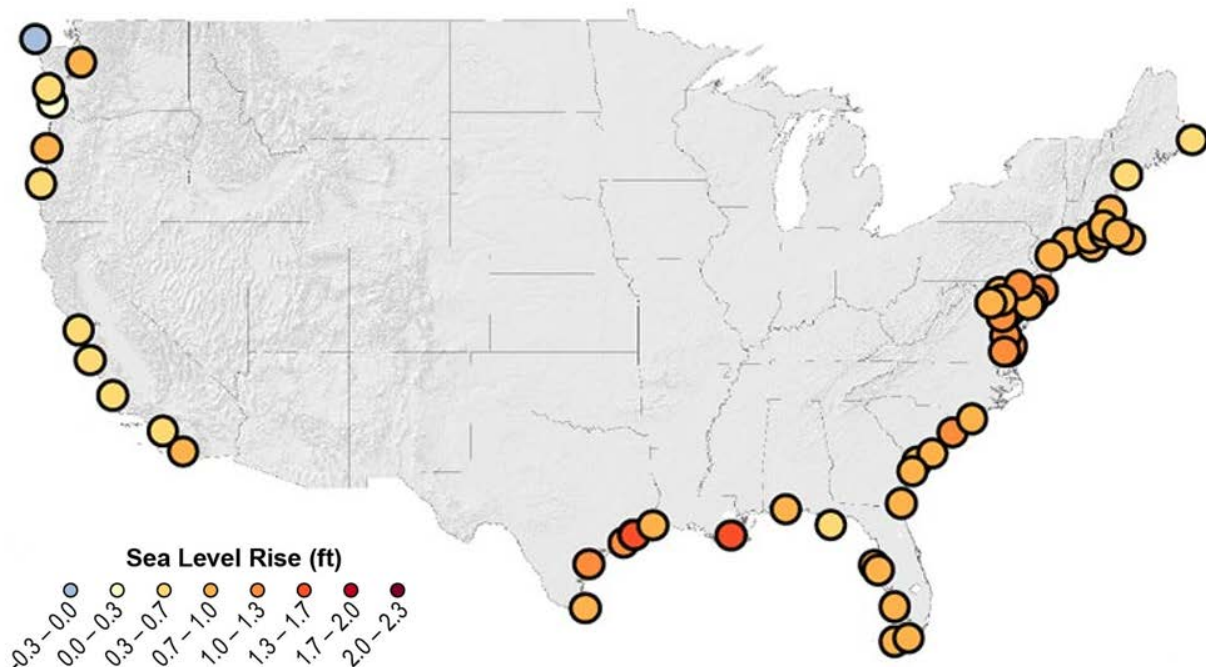 Sea Level Rise (ft)
-0.3 – 0.0
0.0 – 0.3
0.3 – 0.7
0.7 – 1.0
1.0 – 1.3
1.3 – 1.7
1.7 – 2.0
2.0 – 2.3